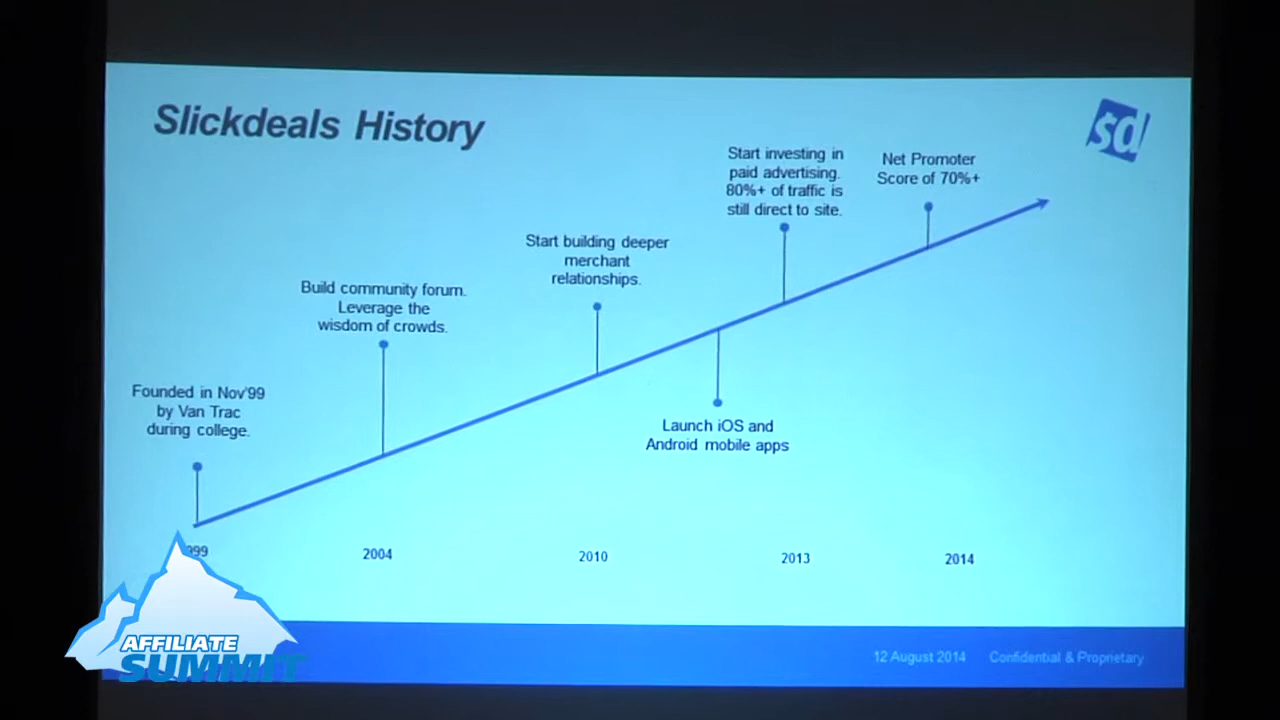 Slickdeals History
sd
Start investing in
paid advertising.
80%+ of traffic is
still direct to site.
Net Promoter
Score of 70%+
Start building deeper
merchant
relationships.
Build community forum.
Leverage the
wisdom of crowds.
Founded in Nov'99
by Van Trac
during college.
Launch iOS and
Android mobile apps
999
2004
2010
2013
2014
AFFILIATE
SUMMIT
12 August 2014 Confidential & Proprietary